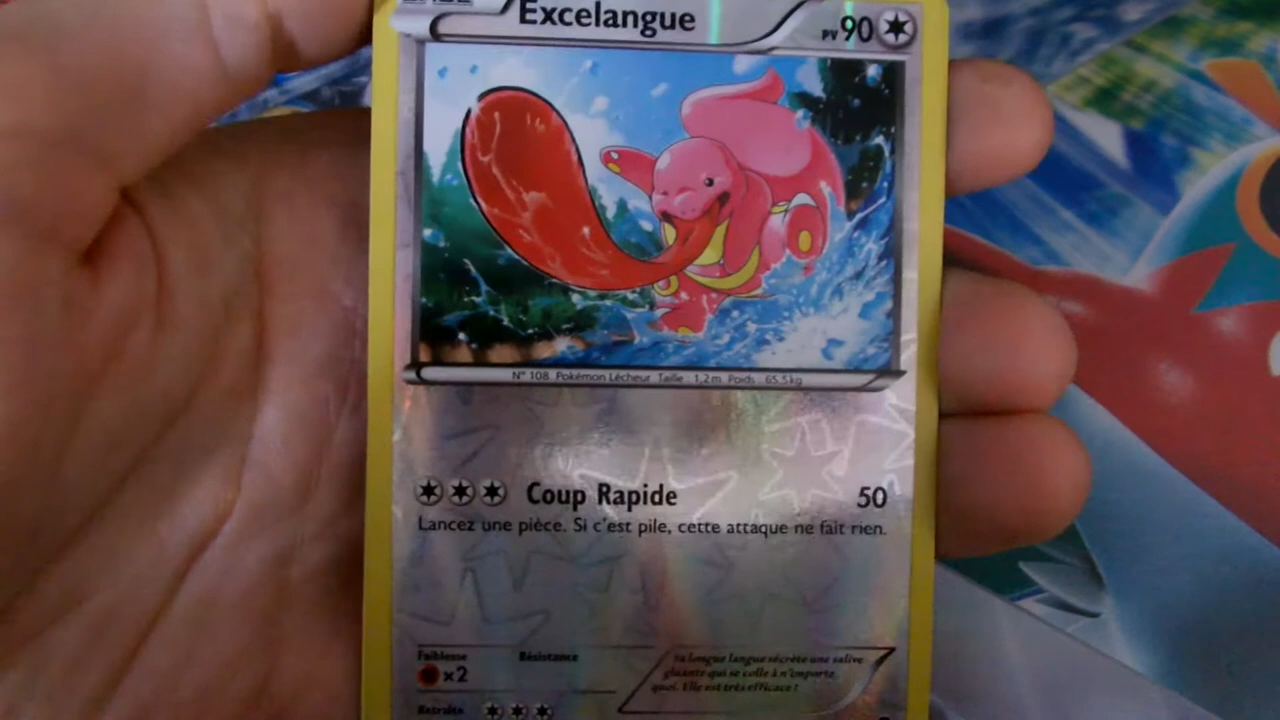 Excelangue PV 90
N° 108 Pokémon Lécheur Taille : 1,2 m Poids : 65.5 kg
Coup Rapide 50
Lancez une pièce. Si c'est pile, cette attaque ne fait rien.
Faiblesse Résistance
×2
Sa longue langue sécrète une salive
gluante qui se colle à n'importe
quoi. Elle est très efficace !
Retraite